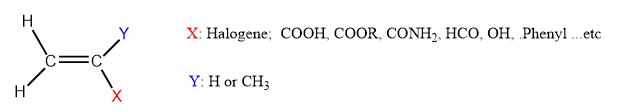 H
Y
C
C
H
X
X: Halogene; COOH, COOR, CONH₂, HCO, OH, .Phenyl ...etc
Y: H or CH₃